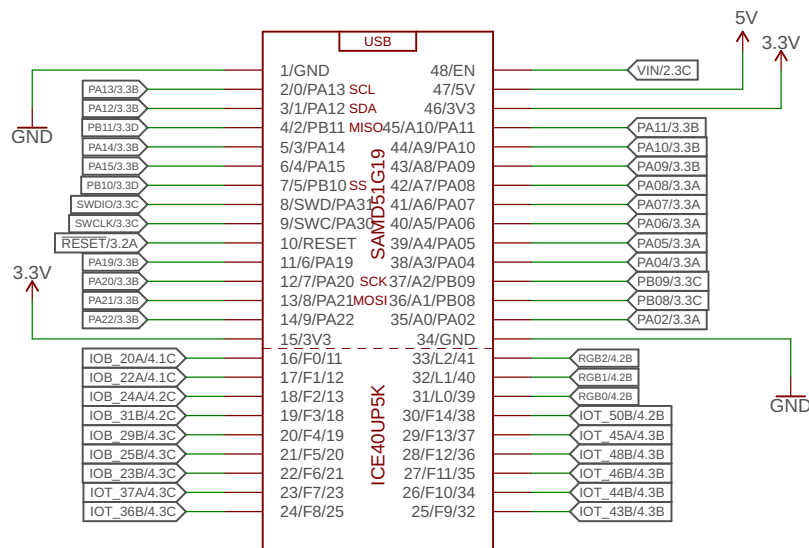 5V
3.3V
USB
1/GND 48/EN VIN/2.3C
PA13/3.3B 2/0/PA13 SCL 47/5V
PA12/3.3B 3/1/PA12 SDA 46/3V3
GND PB11/3.3D 4/2/PB11 MISO 45/A10/PA11 PA11/3.3B
PA14/3.3B 5/3/PA14 44/A9/PA10 PA10/3.3B
PA15/3.3B 6/4/PA15 43/A8/PA09 PA09/3.3B
PB10/3.3D 7/5/PB10 SS 42/A7/PA08 PA08/3.3A
SWDIO/3.3C 8/SWD/PA31 41/A6/PA07 PA07/3.3A
SWCLK/3.3C 9/SWC/PA30 40/A5/PA06 PA06/3.3A
RESET/3.2A 10/RESET 39/A4/PA05 PA05/3.3A
PA19/3.3B 11/6/PA19 38/A3/PA04 PA04/3.3A
3.3V PA20/3.3B 12/7/PA20 SCK 37/A2/PB09 PB09/3.3C
PA21/3.3B 13/8/PA21 MOSI 36/A1/PB08 PB08/3.3C
PA22/3.3B 14/9/PA22 35/A0/PA02 PA02/3.3A
SAMD51G19
15/3V3 34/GND
IOB_20A/4.1C 16/F0/11 33/L2/41 RGB2/4.2B
IOB_22A/4.1C 17/F1/12 32/L1/40 RGB1/4.2B
IOB_24A/4.2C 18/F2/13 31/L0/39 RGB0/4.2B
GND
IOB_31B/4.2C 19/F3/18 30/F14/38 IOT_50B/4.2B
IOB_29B/4.3C 20/F4/19 29/F13/37 IOT_45A/4.3B
IOB_25B/4.3C 21/F5/20 28/F12/36 IOT_48B/4.3B
IOB_23B/4.3C 22/F6/21 27/F11/35 IOT_46B/4.3B
IOT_37A/4.3C 23/F7/23 26/F10/34 IOT_44B/4.3B
IOT_36B/4.3C 24/F8/25 25/F9/32 IOT_43B/4.3B
ICE40UP5K